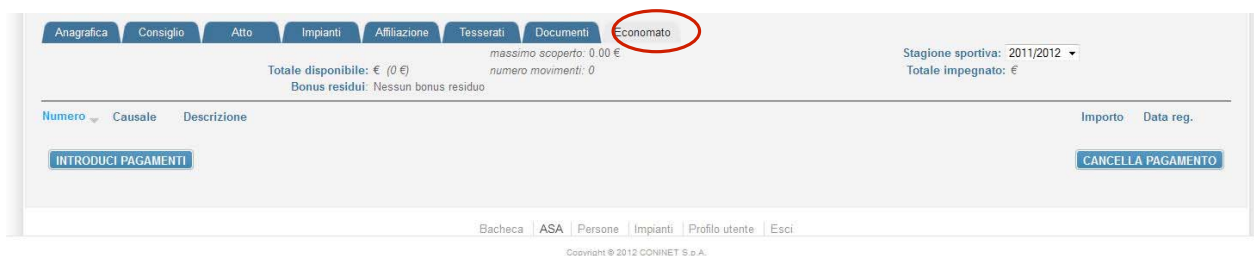 Anagrafica Consiglio Atto Impianti Affiliazione Tesserati Documenti Economato
massimo scoperto: 0.00 € Stagione sportiva: 2011/2012
Totale disponibile: € (0 €) numero movimenti: 0 Totale impegnato: €
Bonus residui: Nessun bonus residuo
Numero Causale Descrizione Importo Data reg.
INTRODUCI PAGAMENTI CANCELLA PAGAMENTO
Bacheca | ASA | Persone | Impianti | Profilo utente | Esci
Copyright © 2012 CONINET S.p.A.